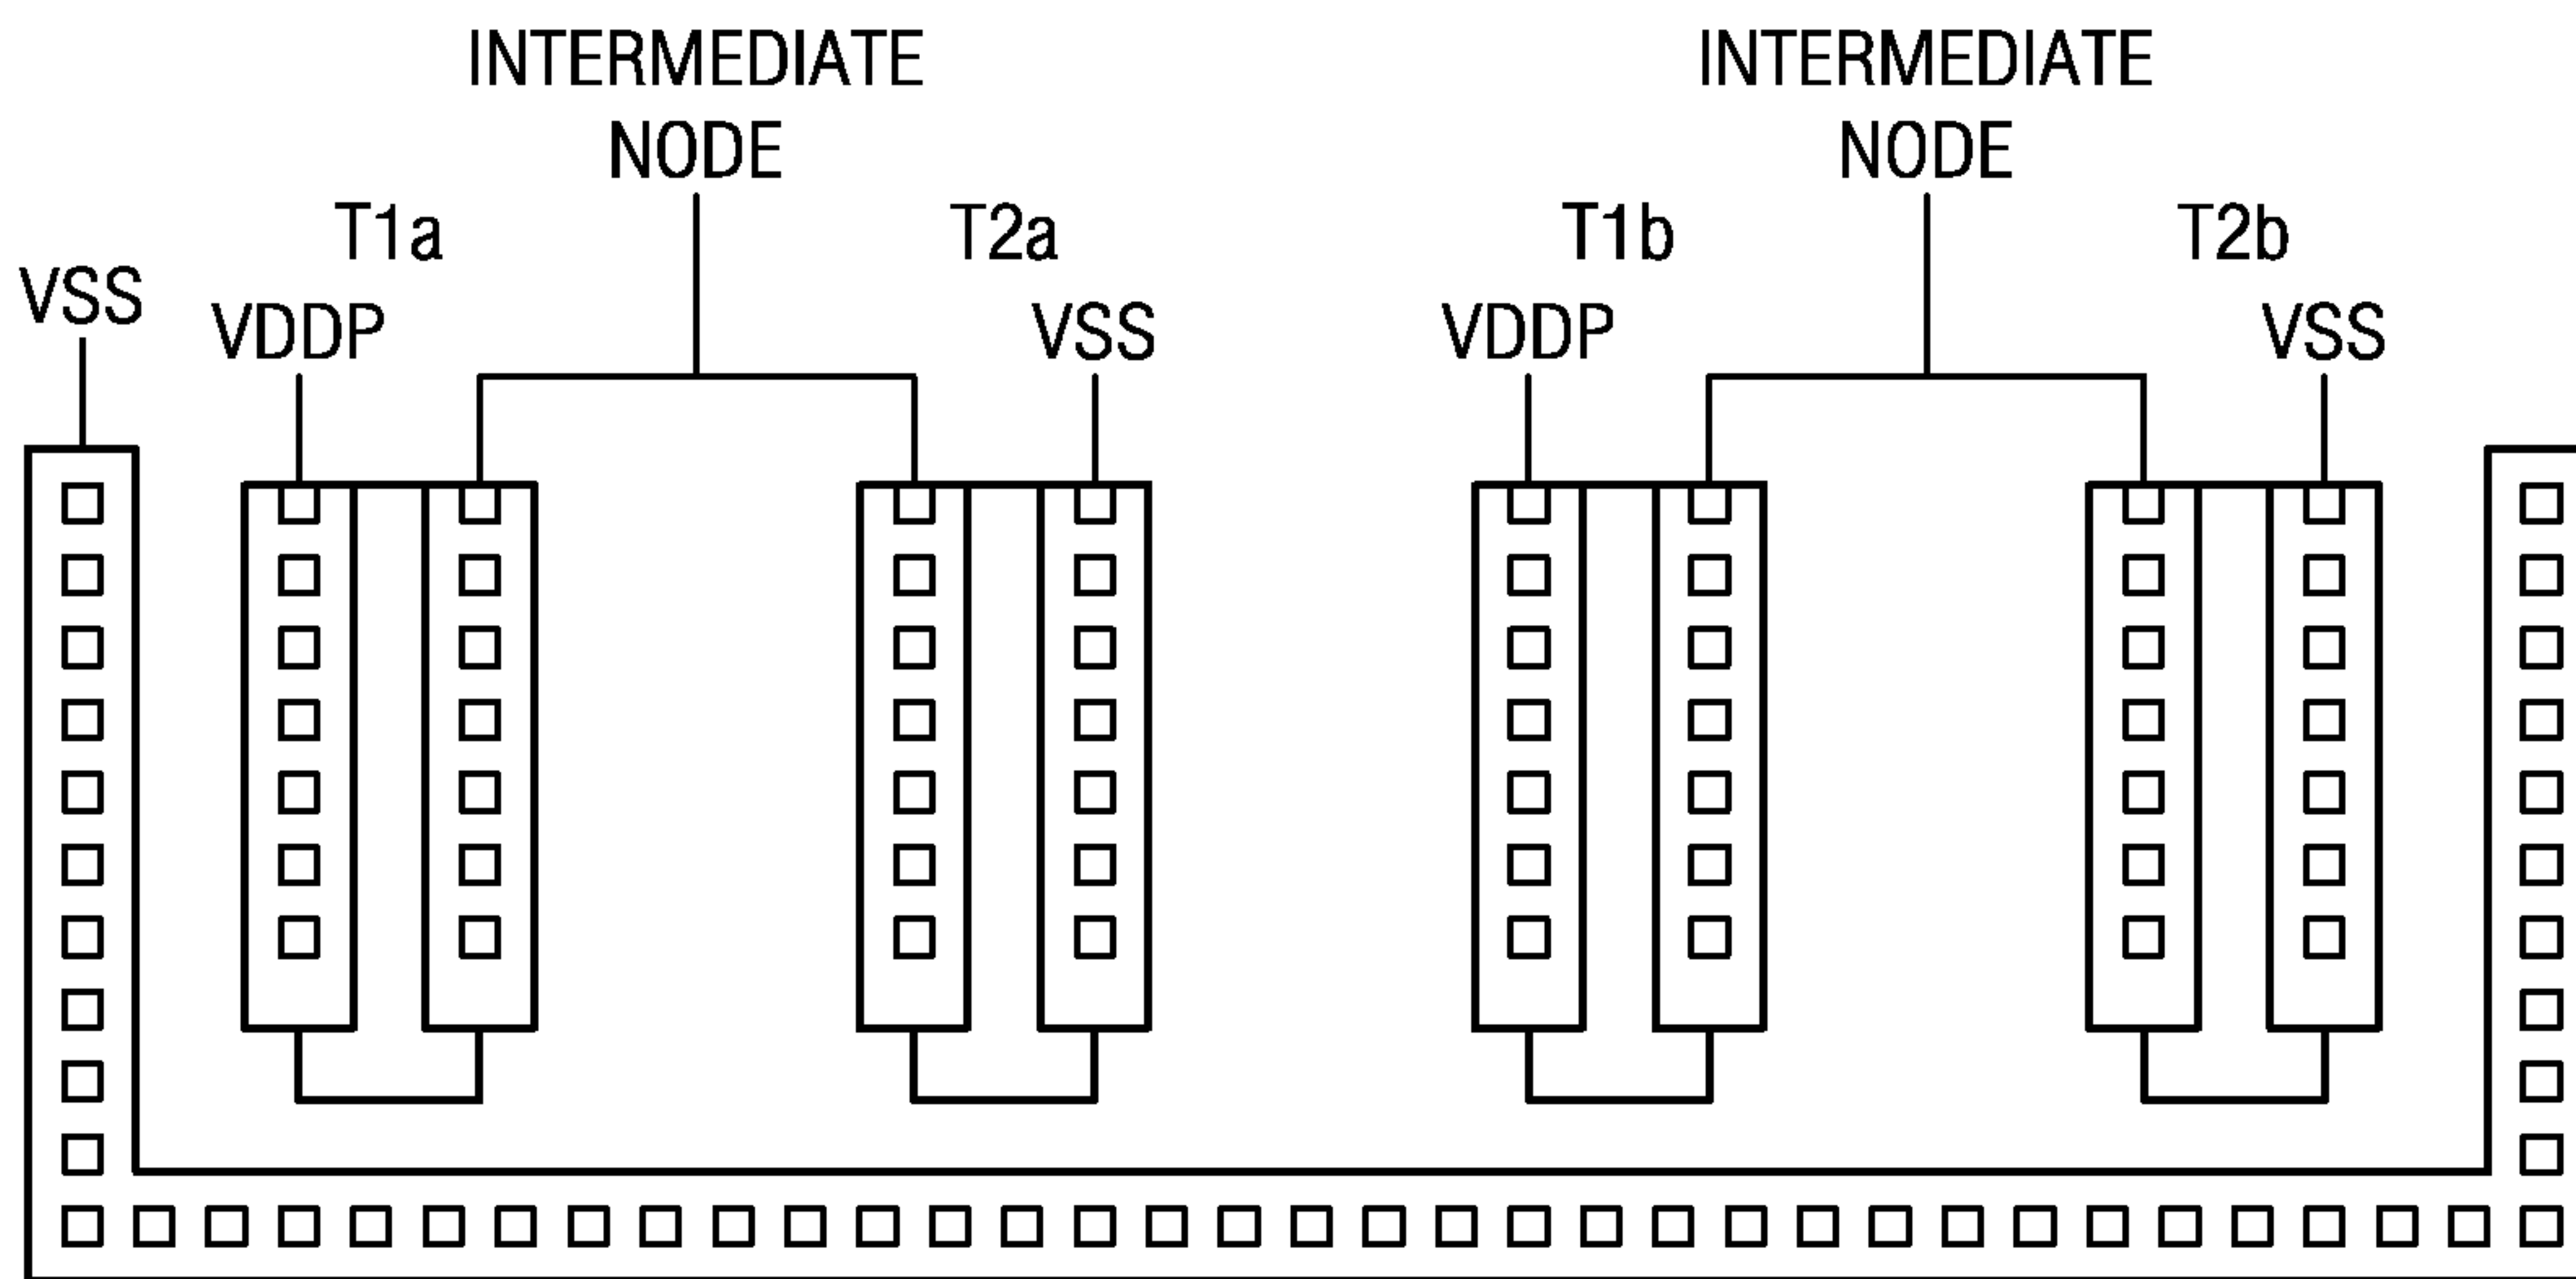 INTERMEDIATE
NODE
INTERMEDIATE
NODE
T1a
T2a
T1b
T2b
VSS
VDDP
VSS
VDDP
VSS